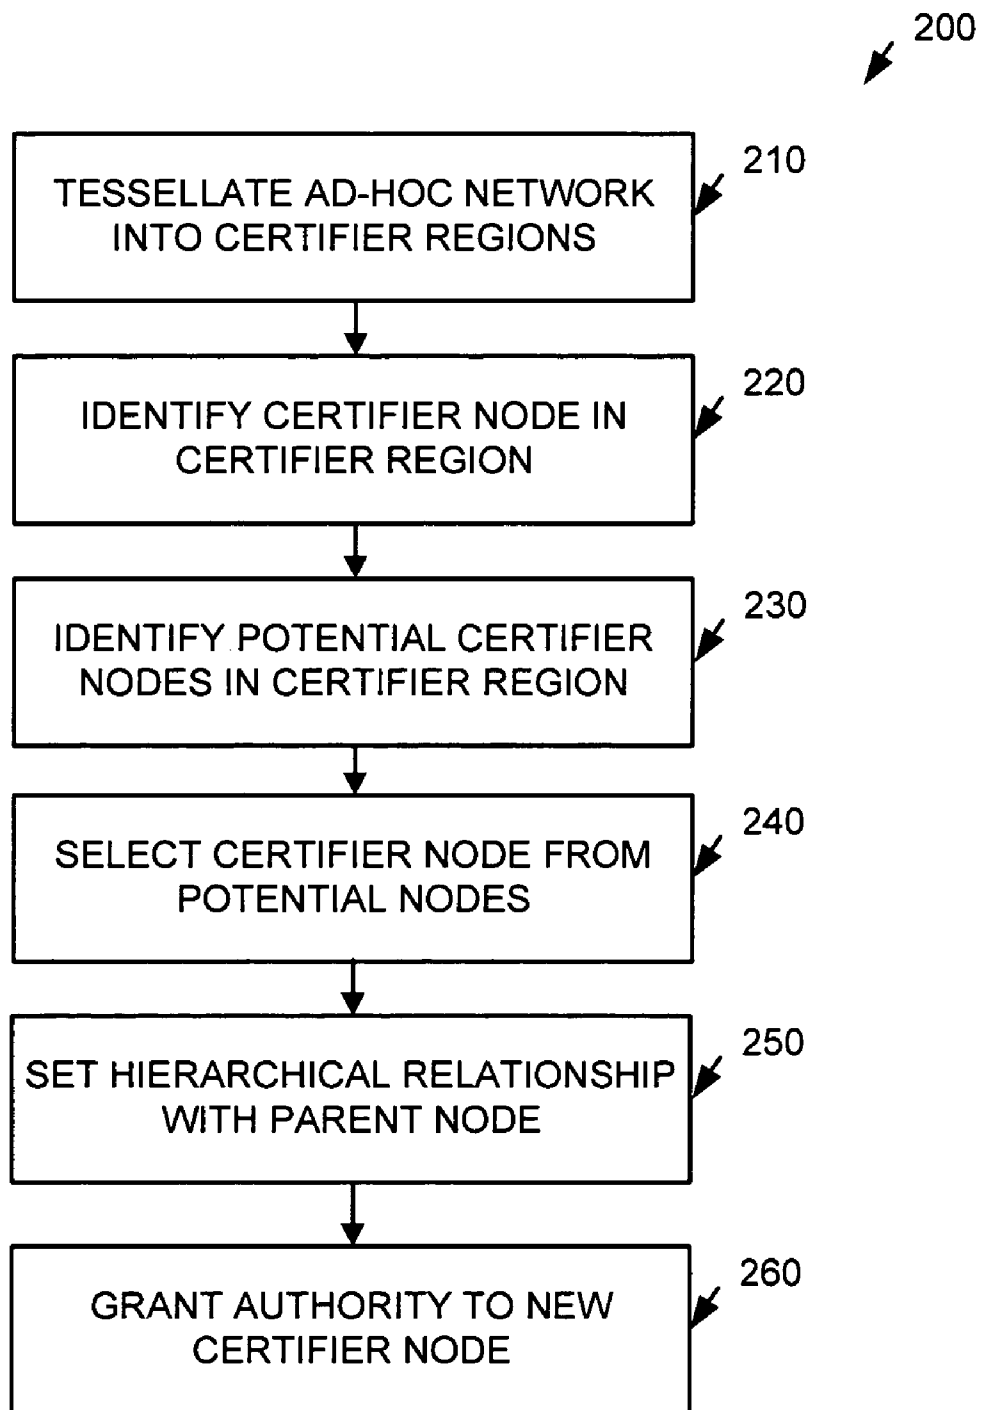 200
TESSELLATE AD-HOC NETWORK
INTO CERTIFIER REGIONS
210
IDENTIFY CERTIFIER NODE IN
CERTIFIER REGION
220
IDENTIFY POTENTIAL CERTIFIER
NODES IN CERTIFIER REGION
230
SELECT CERTIFIER NODE FROM
POTENTIAL NODES
240
SET HIERARCHICAL RELATIONSHIP
WITH PARENT NODE
250
GRANT AUTHORITY TO NEW
CERTIFIER NODE
260